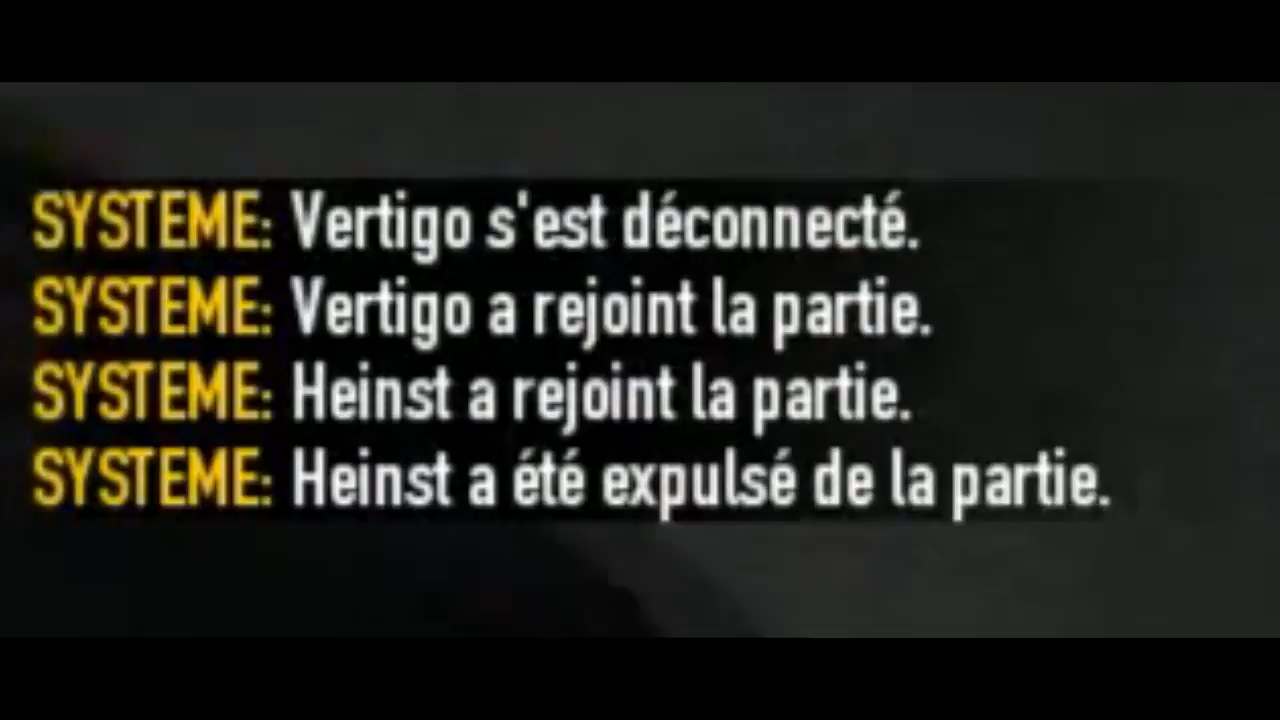 SYSTEME: Vertigo s'est déconnecté.
SYSTEME: Vertigo a rejoint la partie.
SYSTEME: Heinst a rejoint la partie.
SYSTEME: Heinst a été expulsé de la partie.